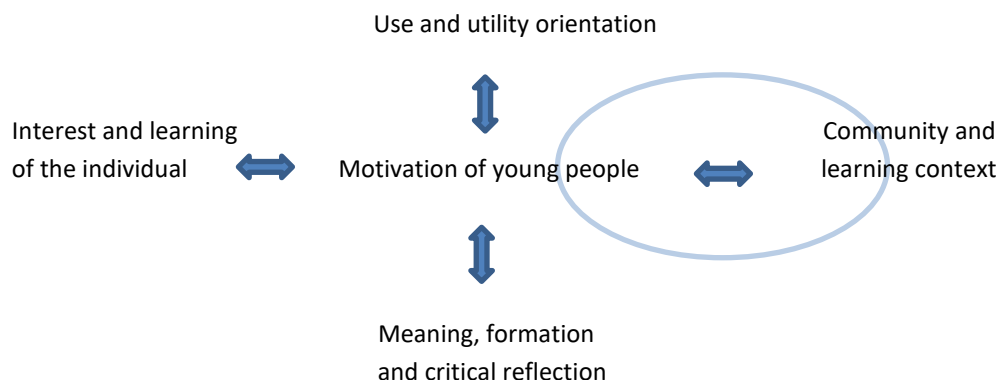 Use and utility orientation
Interest and learning
of the individual
Motivation of young people
Community and
learning context
Meaning, formation
and critical reflection